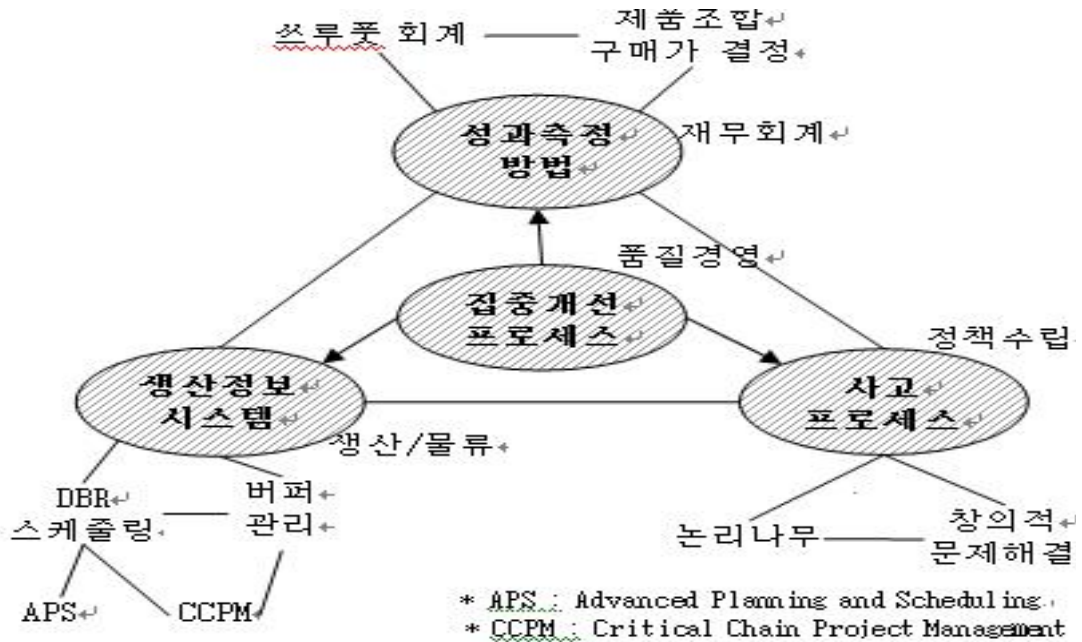 쓰루풋 회계
제품조합
구매가 결정
성과측정
방법
재무회계
품질경영
집중개선
프로세스
정책수립
생산정보
시스템
사고
프로세스
생산/물류
DBR
스케줄링
버퍼
관리
논리나무
창의적
문제해결
APS
CCPM
* APS : Advanced Planning and Scheduling
* CCPM : Critical Chain Project Management